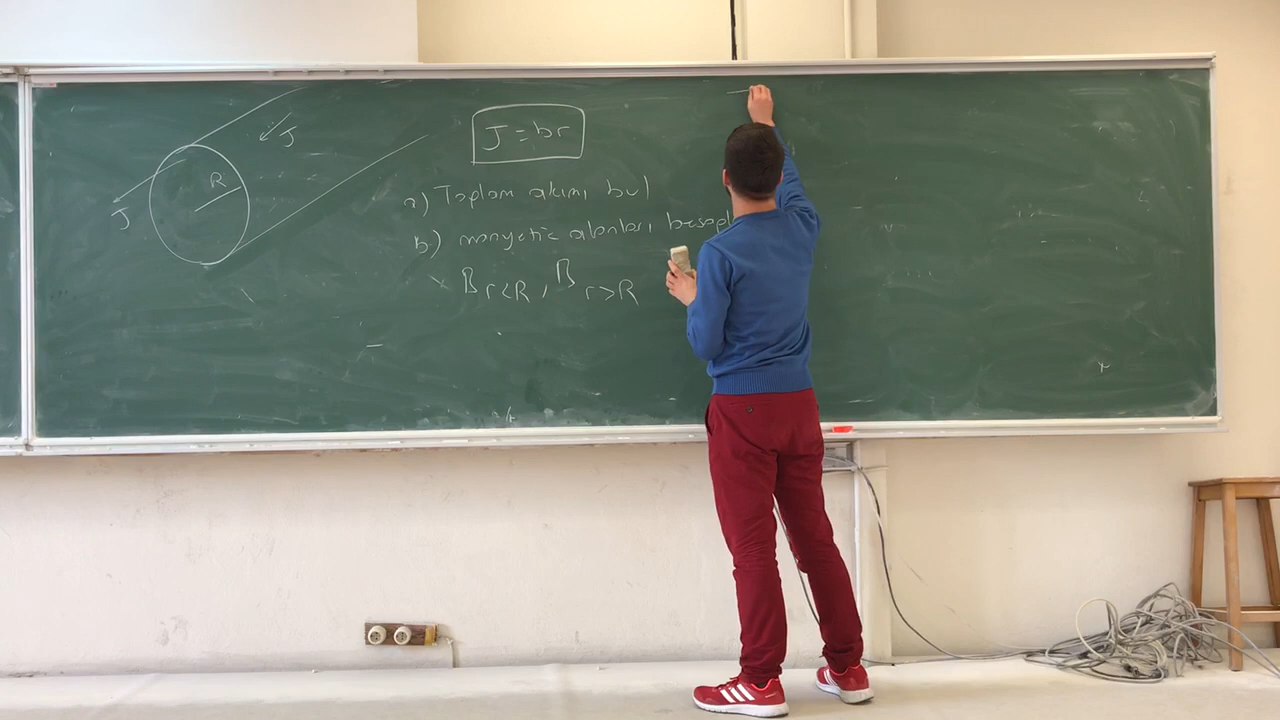 J
R
J
J = br
a) Toplam akımı bul
b) manyetik alanları hesapl
B r<R , B r>R